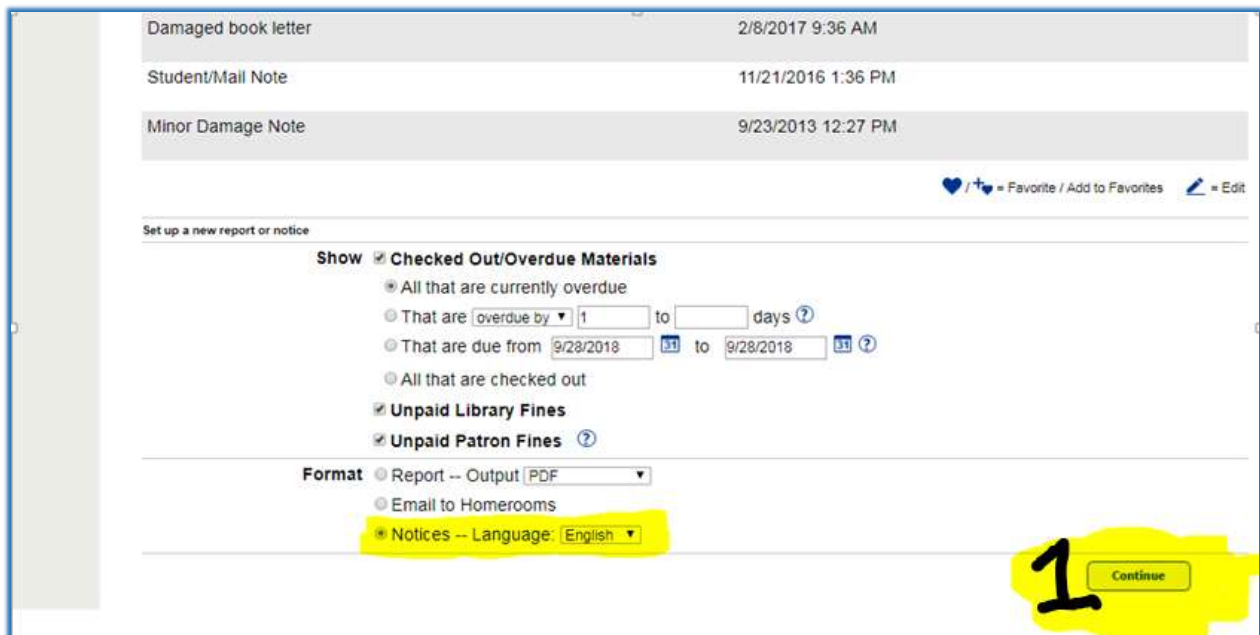 Damaged book letter 2/8/2017 9:36 AM
Student/Mail Note 11/21/2016 1:36 PM
Minor Damage Note 9/23/2013 12:27 PM
/ + = Favorite / Add to Favorites = Edit
Set up a new report or notice
Show Checked Out/Overdue Materials
All that are currently overdue
That are overdue by 1 to days ?
That are due from 9/28/2018 31 to 9/28/2018 31 ?
All that are checked out
Unpaid Library Fines
Unpaid Patron Fines ?
Format Report -- Output PDF
Email to Homerooms
Notices -- Language: English
1 Continue